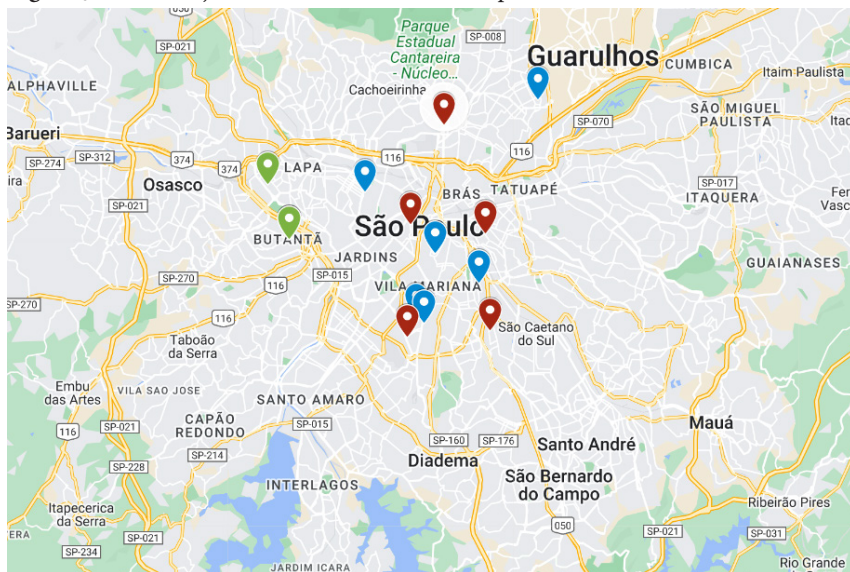 050
SP-021
Parque
Estadual
Cantareira
- Núcleo...
SP-008
Guarulhos
CUMBICA
Itaim Paulista
ALPHAVILLE
Cachoeirinha
SÃO MIGUEL
PAULISTA
SP-070
Barueri
116
116
SP-274
SP-312
374
374
LAPA
Osasco
BRÁS
TATUAPÉ
SP-017
ITAQUERA
SP-021
São Paulo
BUTANTÃ
JARDINS
SP-015
GUAIANASES
SP-270
116
VILA MARIANA
SP-270
116
Taboão
da Serra
São Caetano
do Sul
Embu
das Artes
VILA SAO JOSE
SANTO AMARO
CAPÃO
REDONDO
SP-015
Mauá
116
SP-021
SP-214
SP-160
SP-176
Santo André
Diadema
SP-228
São Bernardo
do Campo
INTERLAGOS
Ribeirão Pires
Itapecerica
da Serra
050
SP-021
SP-031
SP-234
SP-021
JARDIM ICARA
Rio Grande